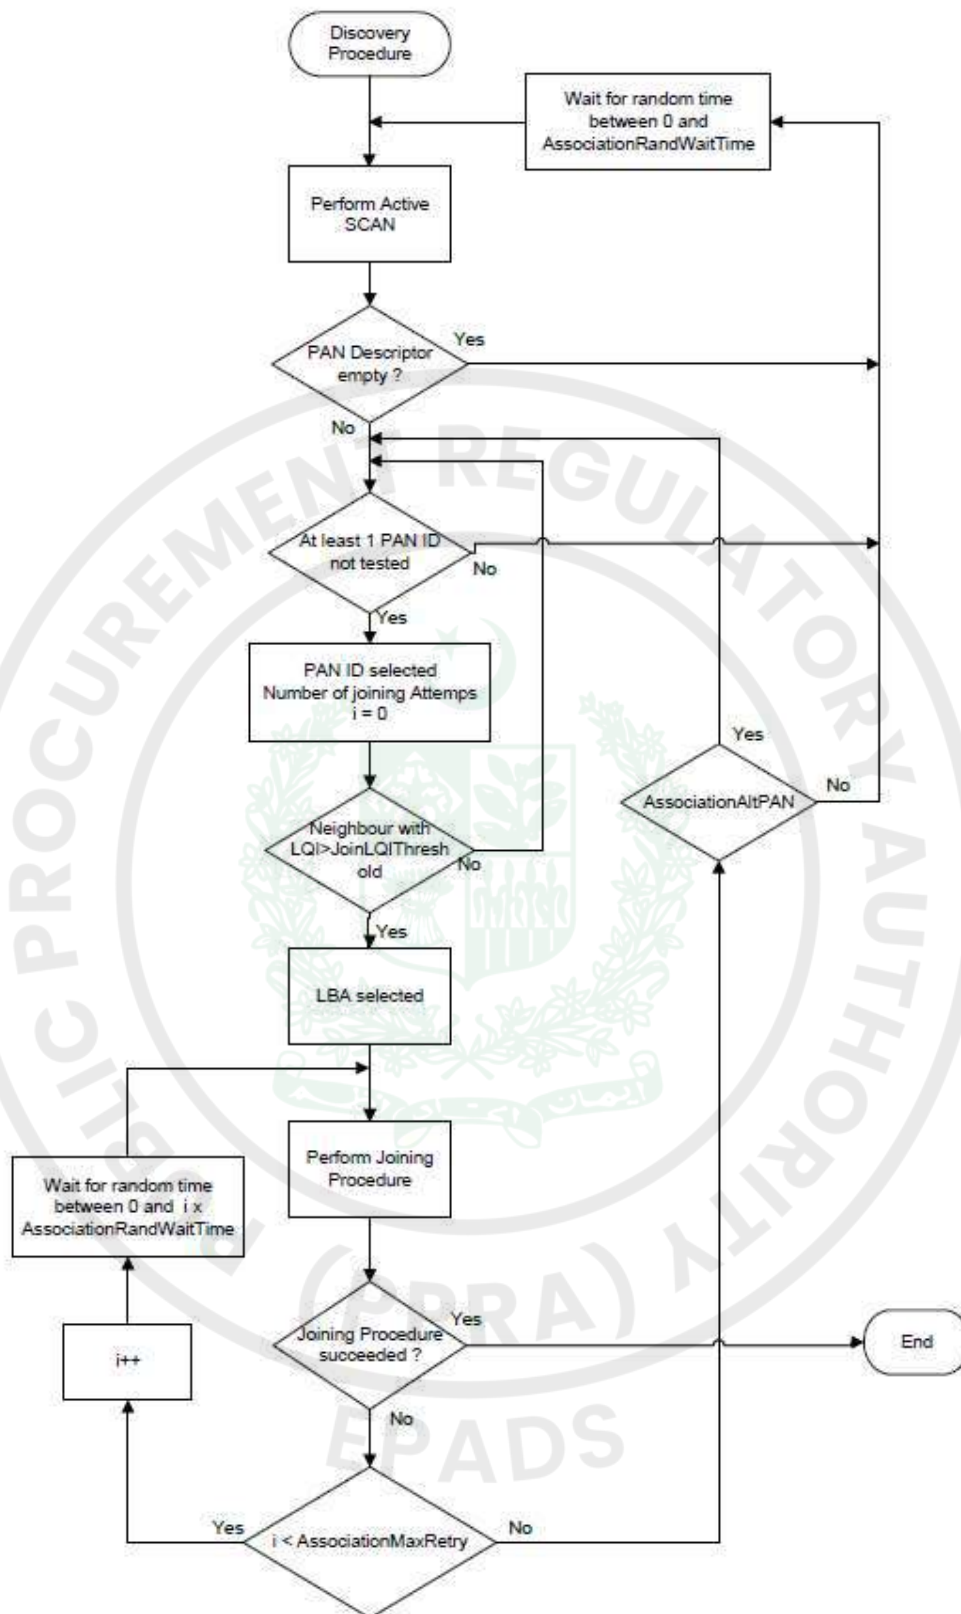 Discovery
Procedure
Wait for random time
between 0 and
AssociationRandWaitTime
Perform Active
SCAN
PAN Descriptor
empty ?
Yes
No
At least 1 PAN ID
not tested
No
Yes
PAN ID selected
Number of joining Attemps
i = 0
Yes
AssociationAltPAN
No
Neighbour with
LQI>JoinLQIThresh
old
No
Yes
LBA selected
Perform Joining
Procedure
Wait for random time
between 0 and i x
AssociationRandWaitTime
Joining Procedure
succeeded ?
Yes
End
i++
No
i < AssociationMaxRetry
Yes
No
PUBLIC PROCUREMENT REGULATORY AUTHORITY
(PPRA)
EPADS